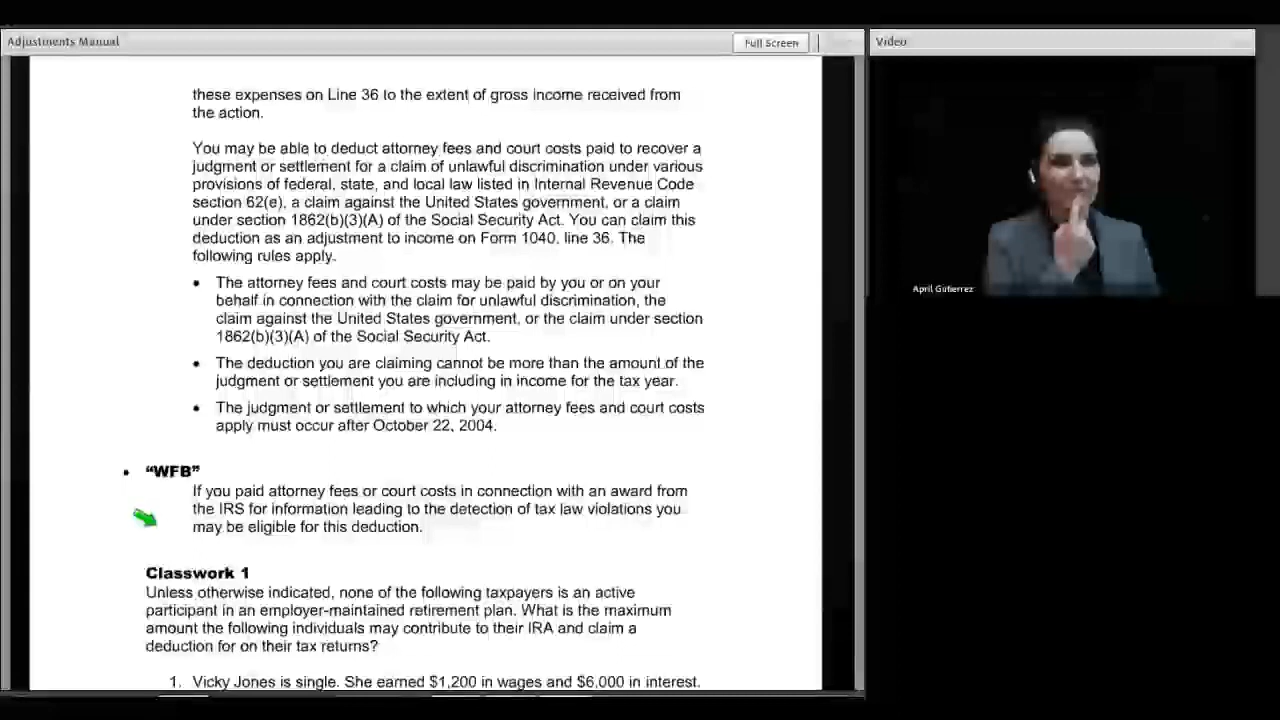 Adjustments Manual
Full Screen
Video
these expenses on Line 36 to the extent of gross income received from
the action.
You may be able to deduct attorney fees and court costs paid to recover a
judgment or settlement for a claim of unlawful discrimination under various
provisions of federal, state, and local law listed in Internal Revenue Code
section 62(e), a claim against the United States government, or a claim
under section 1862(b)(3)(A) of the Social Security Act. You can claim this
deduction as an adjustment to income on Form 1040, line 36. The
following rules apply.
• The attorney fees and court costs may be paid by you or on your
behalf in connection with the claim for unlawful discrimination, the
claim against the United States government, or the claim under section
1862(b)(3)(A) of the Social Security Act.
• The deduction you are claiming cannot be more than the amount of the
judgment or settlement you are including in income for the tax year.
• The judgment or settlement to which your attorney fees and court costs
apply must occur after October 22, 2004.
• “WFB”
If you paid attorney fees or court costs in connection with an award from
the IRS for information leading to the detection of tax law violations you
may be eligible for this deduction.
Classwork 1
Unless otherwise indicated, none of the following taxpayers is an active
participant in an employer-maintained retirement plan. What is the maximum
amount the following individuals may contribute to their IRA and claim a
deduction for on their tax returns?
1. Vicky Jones is single. She earned $1,200 in wages and $6,000 in interest.
April Gutierrez